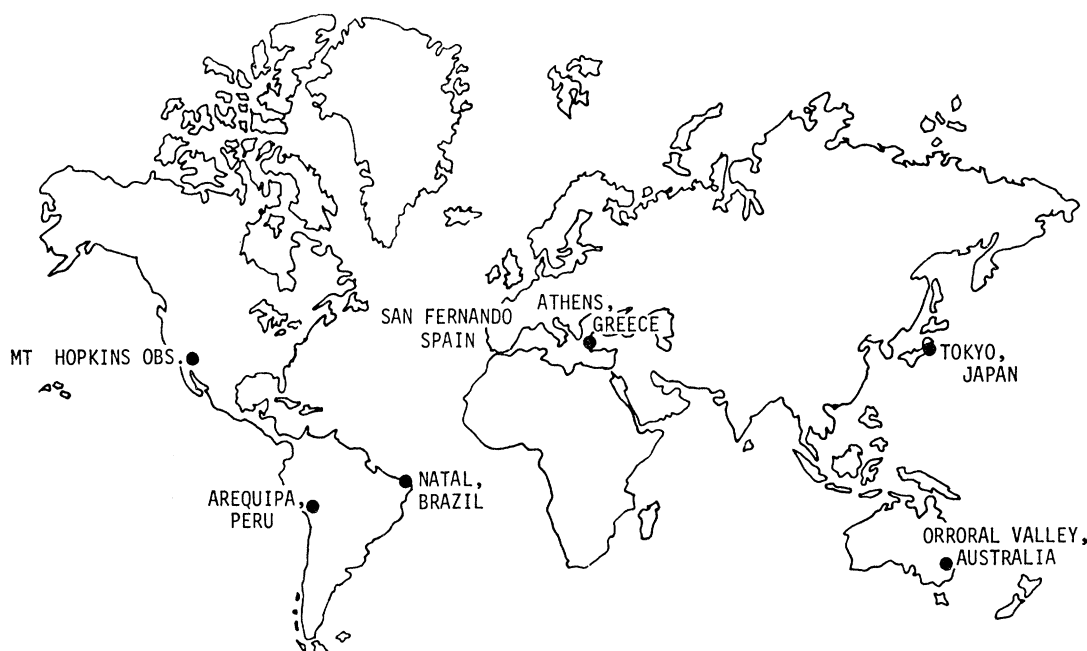 ATHENS,
GREECE
SAN FERNANDO
SPAIN
MT HOPKINS OBS.
TOKYO,
JAPAN
NATAL,
BRAZIL
AREQUIPA,
PERU
ORRORAL VALLEY,
AUSTRALIA